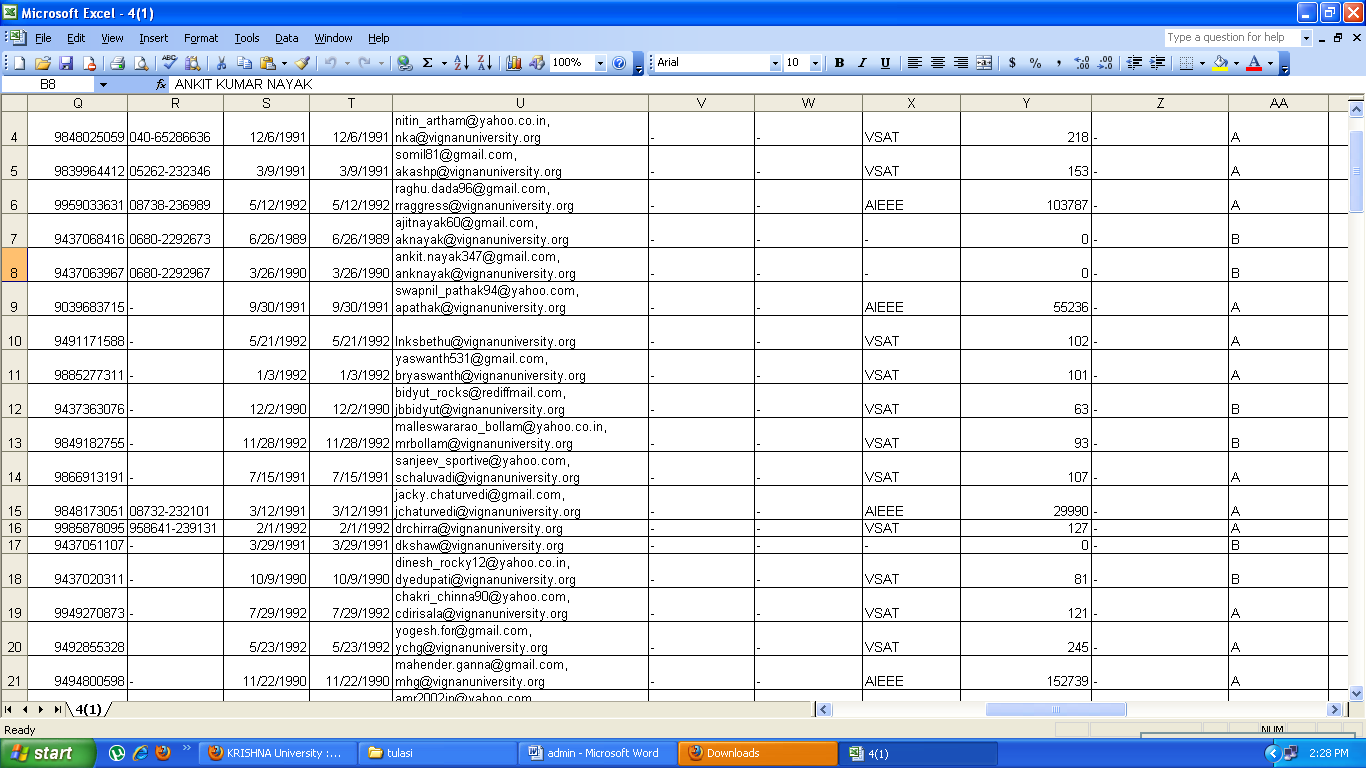 Microsoft Excel - 4(1)
File Edit View Insert Format Tools Data Window Help Type a question for help
100% Arial 10 B I U $ % ,
B8 fx ANKIT KUMAR NAYAK
Q R S T U V W X Y Z AA
nitin_artham@yahoo.co.in,
4 9848025059 040-65286636 12/6/1991 12/6/1991 nka@vignanuniversity.org - - VSAT 218 - A
somil81@gmail.com,
5 9839964412 05262-232346 3/9/1991 3/9/1991 akashp@vignanuniversity.org - - VSAT 153 - A
raghu.dada96@gmail.com,
6 9959033631 08738-236989 5/12/1992 5/12/1992 rraggress@vignanuniversity.org - - AIEEE 103787 - A
ajitnayak60@gmail.com,
7 9437068416 0680-2292673 6/26/1989 6/26/1989 aknayak@vignanuniversity.org - - - 0 - B
ankit.nayak347@gmail.com,
8 9437063967 0680-2292967 3/26/1990 3/26/1990 anknayak@vignanuniversity.org - - - 0 - B
swapnil_pathak94@yahoo.com,
9 9039683715 - 9/30/1991 9/30/1991 apathak@vignanuniversity.org - - AIEEE 55236 - A
10 9491171588 - 5/21/1992 5/21/1992 lnksbethu@vignanuniversity.org - - VSAT 102 - A
yaswanth531@gmail.com,
11 9885277311 - 1/3/1992 1/3/1992 bryaswanth@vignanuniversity.org - - VSAT 101 - A
bidyut_rocks@rediffmail.com,
12 9437363076 - 12/2/1990 12/2/1990 jbbidyut@vignanuniversity.org - - VSAT 63 - B
malleswararao_bollam@yahoo.co.in,
13 9849182755 - 11/28/1992 11/28/1992 mrbollam@vignanuniversity.org - - VSAT 93 - B
sanjeev_sportive@yahoo.com,
14 9866913191 - 7/15/1991 7/15/1991 schaluvadi@vignanuniversity.org - - VSAT 107 - A
jacky.chaturvedi@gmail.com,
15 9848173051 08732-232101 3/12/1991 3/12/1991 jchaturvedi@vignanuniversity.org - - AIEEE 29990 - A
16 9985878095 958641-239131 2/1/1992 2/1/1992 drchirra@vignanuniversity.org - - VSAT 127 - A
17 9437051107 - 3/29/1991 3/29/1991 dkshaw@vignanuniversity.org - - - 0 - B
dinesh_rocky12@yahoo.co.in,
18 9437020311 - 10/9/1990 10/9/1990 dyedupati@vignanuniversity.org - - VSAT 81 - B
chakri_chinna90@yahoo.com,
19 9949270873 - 7/29/1992 7/29/1992 cdirisala@vignanuniversity.org - - VSAT 121 - A
yogesh.for@gmail.com,
20 9492855328 - 5/23/1992 5/23/1992 ychg@vignanuniversity.org - - VSAT 245 - A
mahender.ganna@gmail.com,
21 9494800598 - 11/22/1990 11/22/1990 mhg@vignanuniversity.org - - AIEEE 152739 - A
amr2002in@yahoo.com
4(1)
Ready NUM
start KRISHNA University :... tulasi admin - Microsoft Word Downloads 4(1) 2:28 PM